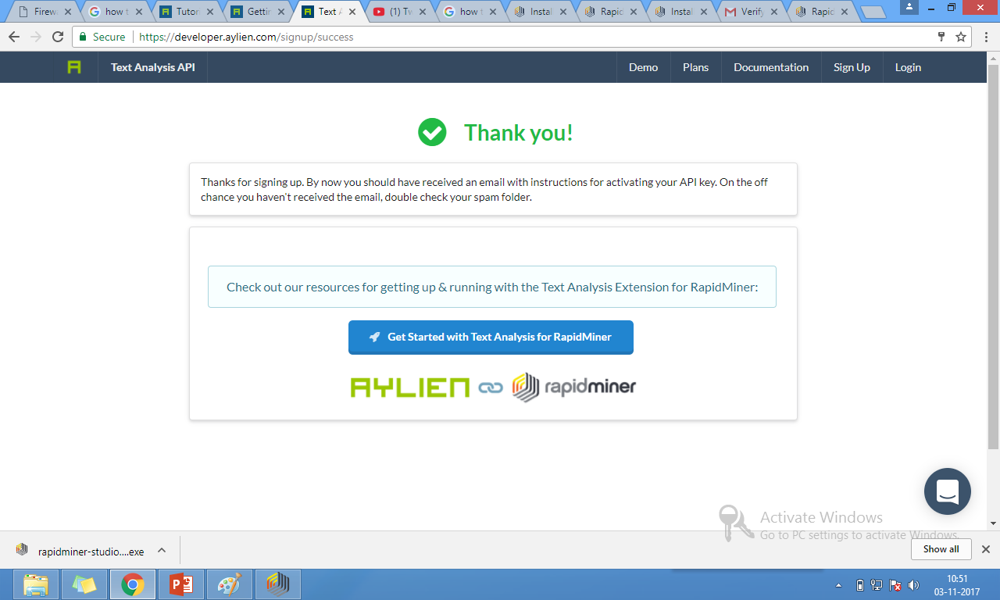 Firew
how t
Tutor
Gettin
Text A
(1) Tw
how t
Instal
Rapid
Instal
Verify
Rapid
Secure
https://developer.aylien.com/signup/success
Text Analysis API
Demo
Plans
Documentation
Sign Up
Login
Thank you!
Thanks for signing up. By now you should have received an email with instructions for activating your API key. On the off
chance you haven't received the email, double check your spam folder.
Check out our resources for getting up & running with the Text Analysis Extension for RapidMiner:
Get Started with Text Analysis for RapidMiner
AYLIEN
rapidminer
Activate Windows
Go to PC settings to activate Windows.
rapidminer-studio....exe
Show all
10:51
03-11-2017